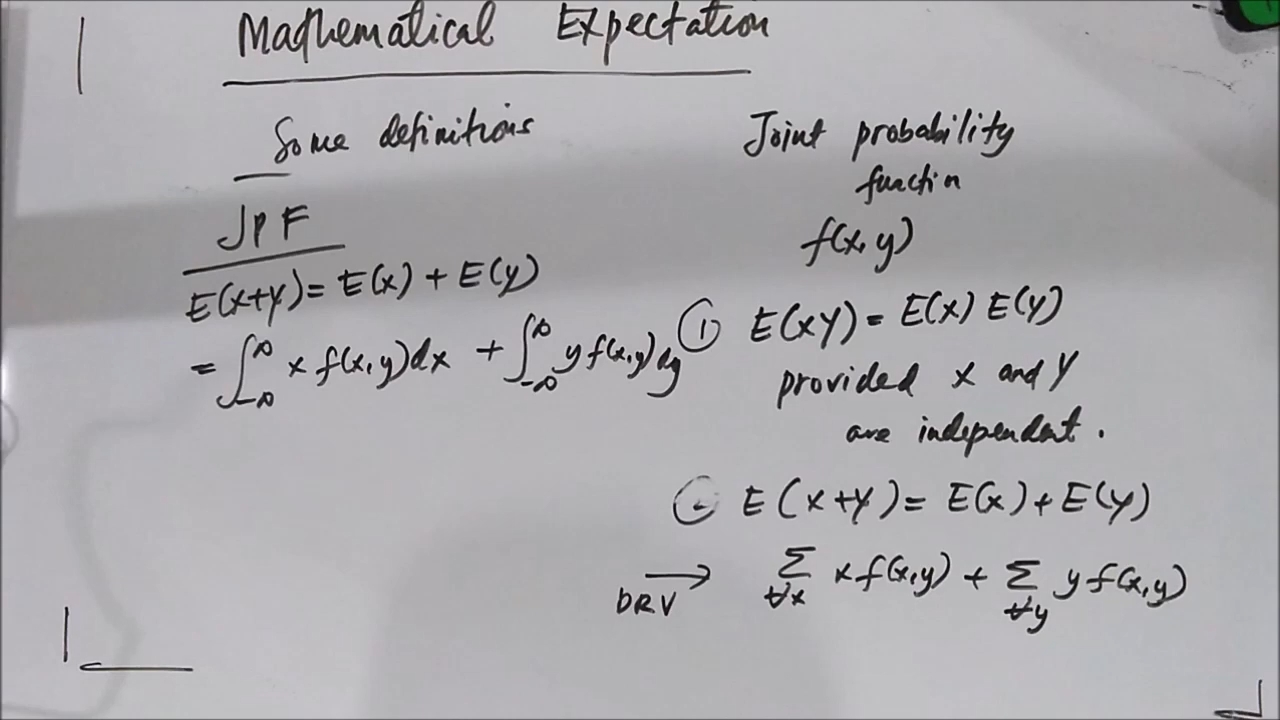 Mathematical Expectation
Some definitions
JPF
E(x+y) = E(x) + E(y)
= ∫_{-∞}^{∞} x f(x,y) dx + ∫_{-∞}^{∞} y f(x,y) dy
Joint probability
functin
f(x,y)
① E(XY) = E(x) E(y)
provided X and Y
are independent.
② E(x+y) = E(x) + E(y)
DRV → Σ_{∀x} x f(x,y) + Σ_{∀y} y f(x,y)